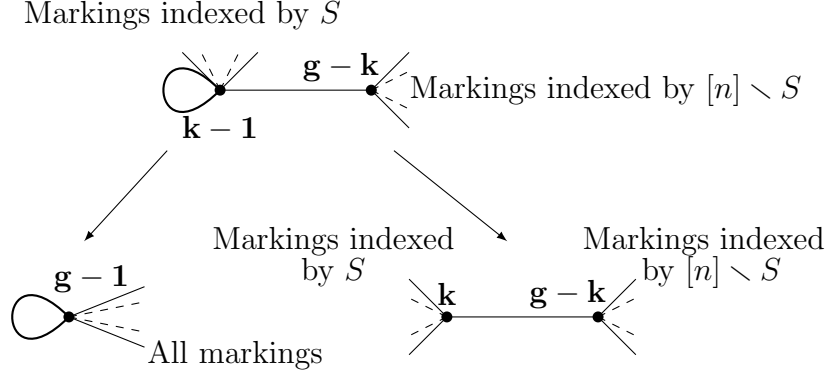 Markings indexed by S
g − k
Markings indexed by [n] ∖ S
k − 1
Markings indexed
by S
Markings indexed
by [n] ∖ S
g − 1
k
g − k
All markings